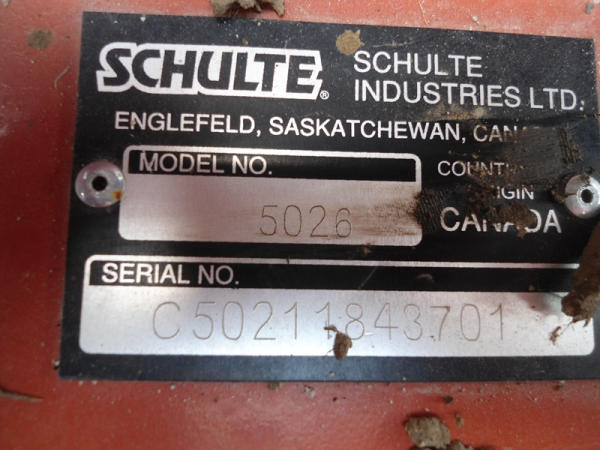 SCHULTE® SCHULTE
INDUSTRIES LTD.
ENGLEFELD, SASKATCHEWAN,
MODEL NO.
5026
CANADA
SERIAL NO.
C50211843701